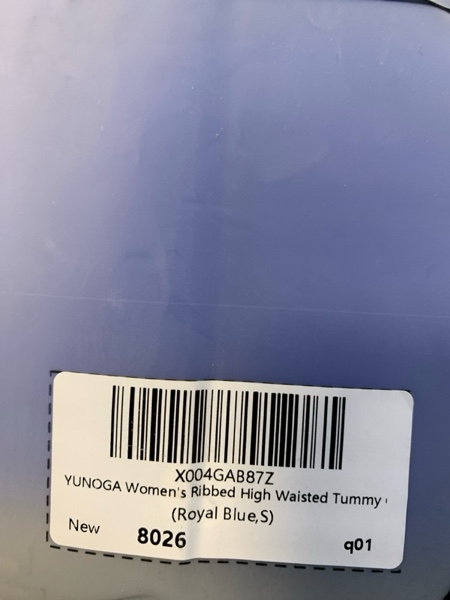 X004GAB87Z
YUNOGA Women's Ribbed High Waisted Tummy
(Royal Blue,S)
New 8026 q01